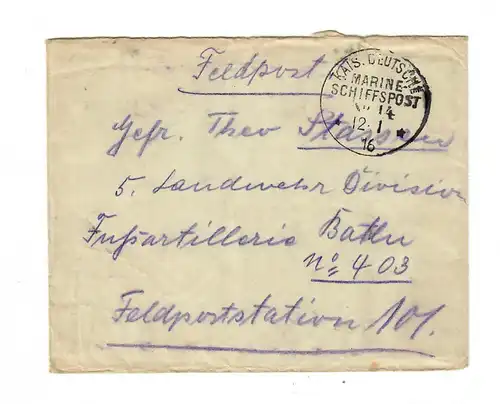 Feldpost
KAIS. DEUTSCHE
MARINE-
SCHIFFSPOST
No 14
12.1
16
Gefr. Theo
5. Landwehr Division
Fußartillerie Battr
No 403
Feldpoststation 101.